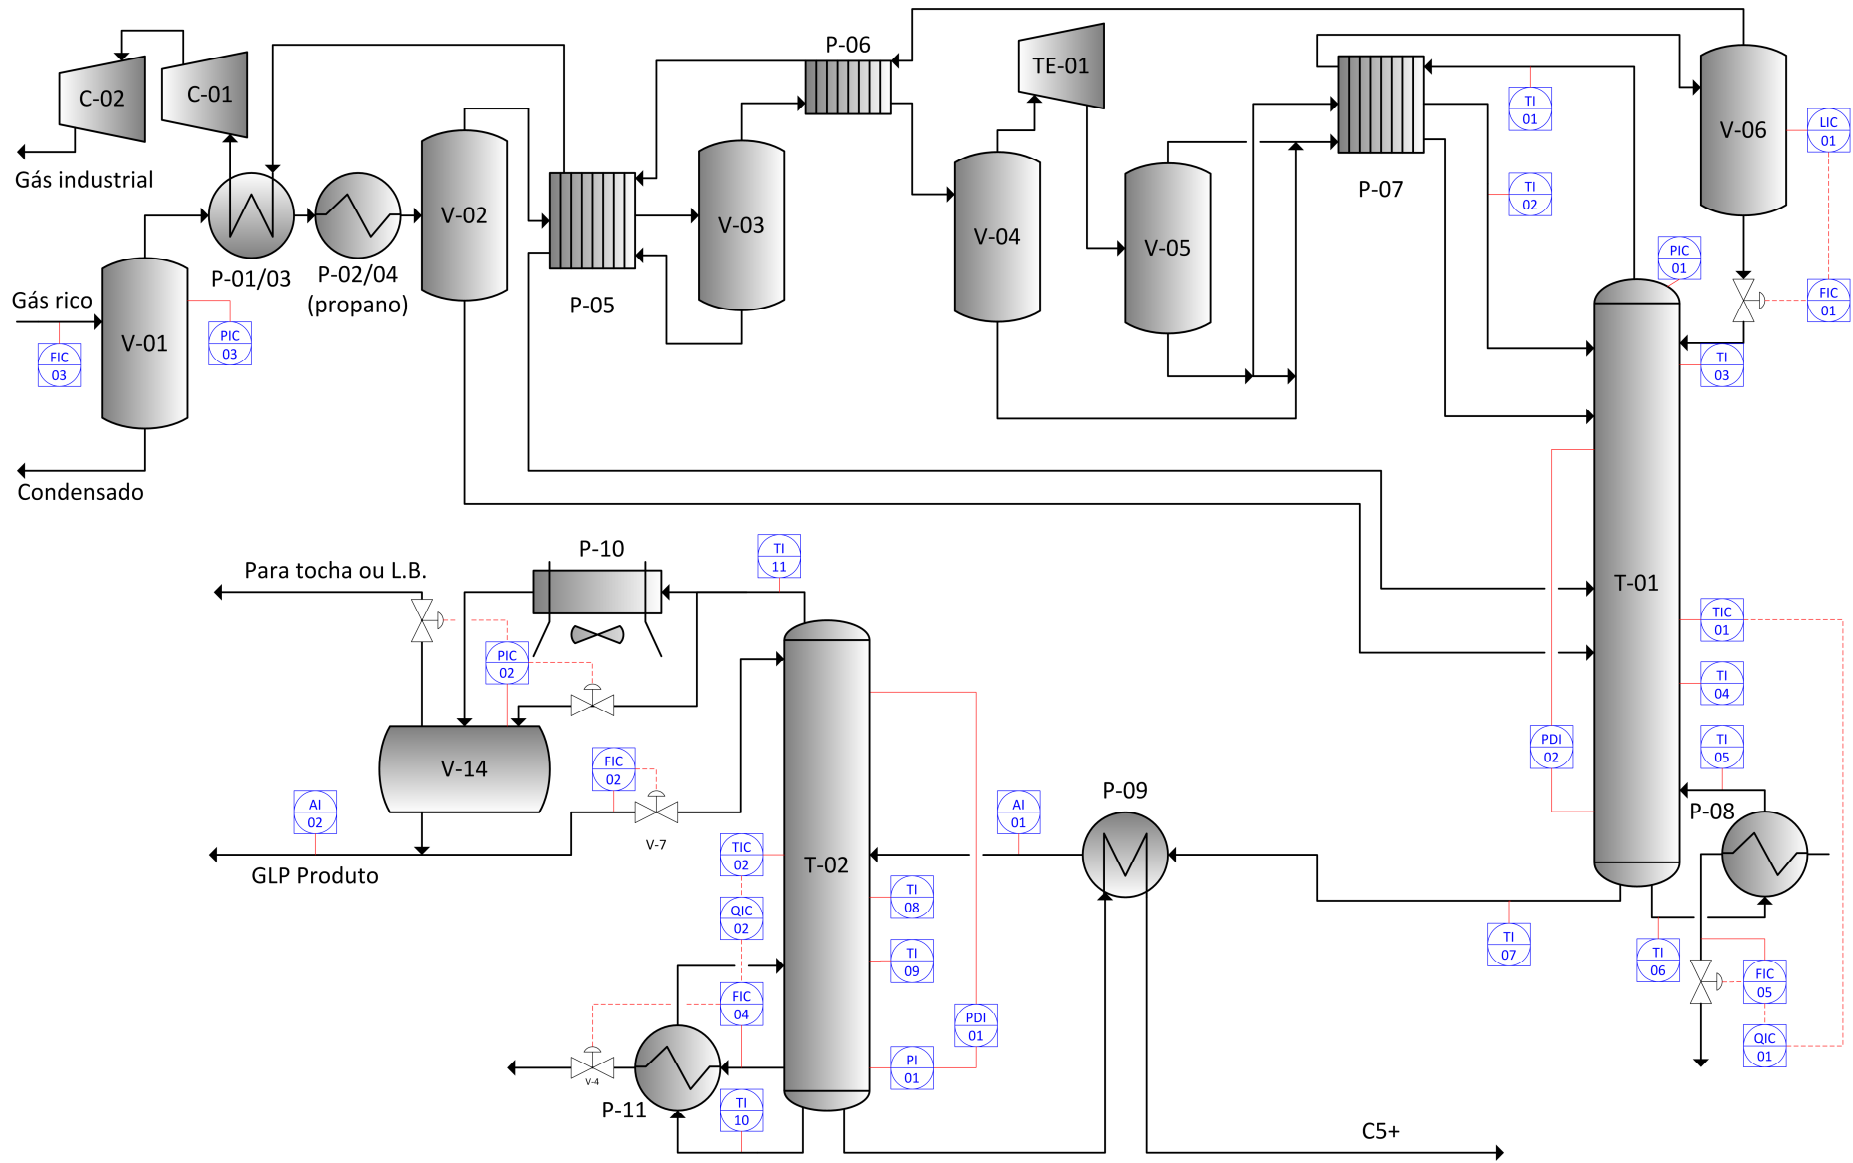 P-06
C-02
C-01
TE-01
TI
01
V-06
LIC
01
Gás industrial
V-02
P-07
TI
02
P-01/03
P-02/04
(propano)
V-03
V-04
V-05
PIC
01
Gás rico
P-05
FIC
01
V-01
PIC
03
FIC
03
TI
03
Condensado
P-10
TI
11
Para tocha ou L.B.
T-01
TIC
01
PIC
02
TI
04
TI
05
PDI
02
V-14
FIC
02
P-09
P-08
AI
02
AI
01
V-7
TIC
02
T-02
GLP Produto
TI
08
QIC
02
TI
07
TI
09
TI
06
FIC
05
FIC
04
PDI
01
QIC
01
PI
01
V-4
P-11
TI
10
C5+